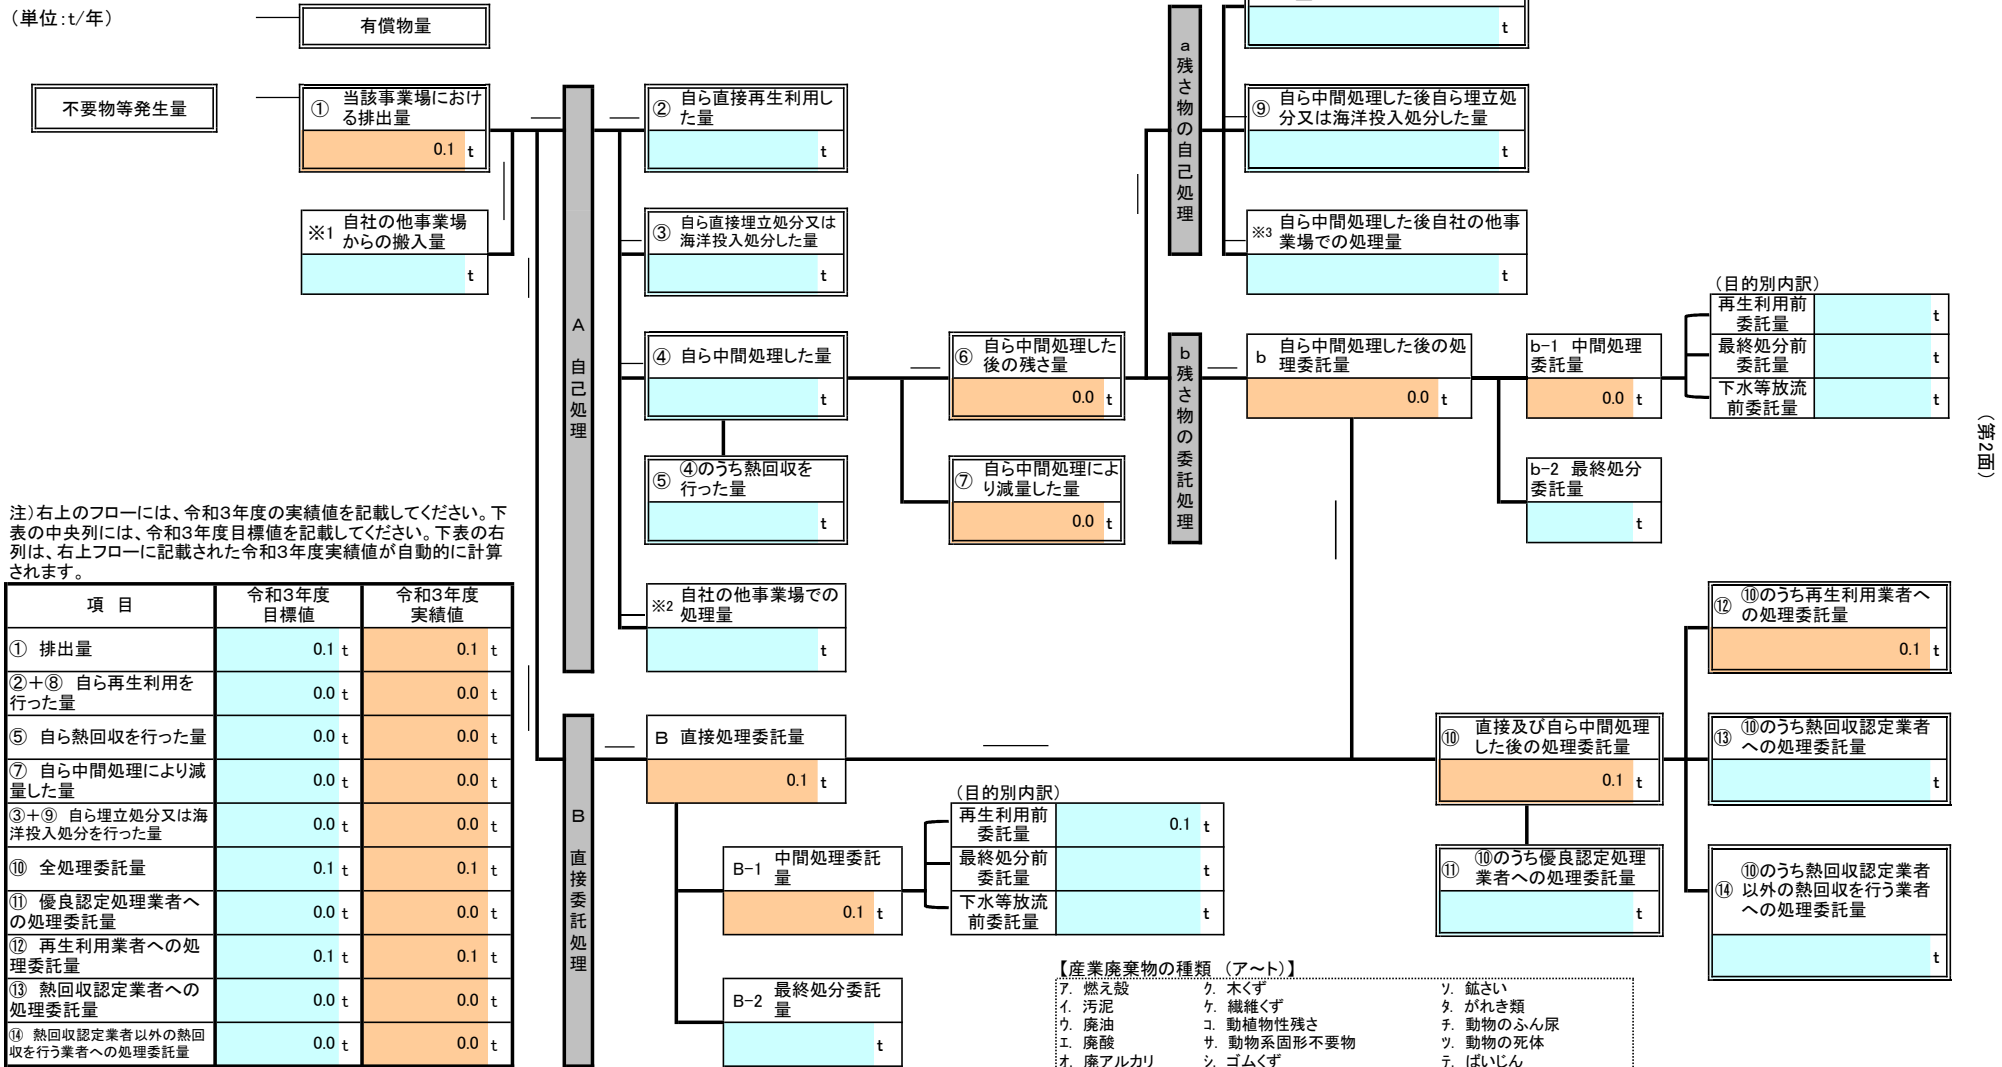 (単位:t/年)
有償物量
不要物等発生量
① 当該事業場におけ
る排出量
0.1 t
※1 自社の他事業場
からの搬入量
t
A 自己処理
② 自ら直接再生利用し
た量
t
③ 自ら直接埋立処分又は
海洋投入処分した量
t
④ 自ら中間処理した量
t
⑤ ④のうち熱回収を
行った量
t
※2 自社の他事業場での
処理量
t
⑥ 自ら中間処理した
後の残さ量
0.0 t
⑦ 自ら中間処理によ
り減量した量
0.0 t
a 残さ物の自己処理
t
⑨ 自ら中間処理した後自ら埋立処
分又は海洋投入処分した量
t
※3 自ら中間処理した後自社の他事
業場での処理量
t
b 残さ物の委託処理
b 自ら中間処理した後の処
理委託量
0.0 t
b-1 中間処理
委託量
0.0 t
b-2 最終処分
委託量
t
(目的別内訳)
再生利用前
委託量 t
最終処分前
委託量 t
下水等放流
前委託量 t
(第2面)
注)右上のフローには、令和3年度の実績値を記載してください。下
表の中央列には、令和3年度目標値を記載してください。下表の右
列は、右上フローに記載された令和3年度実績値が自動的に計算
されます。
項 目 令和3年度 目標値 令和3年度 実績値
① 排出量 0.1 t 0.1 t
②+⑧ 自ら再生利用を
行った量 0.0 t 0.0 t
⑤ 自ら熱回収を行った量 0.0 t 0.0 t
⑦ 自ら中間処理により減
量した量 0.0 t 0.0 t
③+⑨ 自ら埋立処分又は海
洋投入処分を行った量 0.0 t 0.0 t
⑩ 全処理委託量 0.1 t 0.1 t
⑪ 優良認定処理業者へ
の処理委託量 0.0 t 0.0 t
⑫ 再生利用業者への処
理委託量 0.1 t 0.1 t
⑬ 熱回収認定業者への
処理委託量 0.0 t 0.0 t
⑭ 熱回収認定業者以外の熱回
収を行う業者への処理委託量 0.0 t 0.0 t
B 直接委託処理
B 直接処理委託量
0.1 t
B-1 中間処理委託
量
0.1 t
B-2 最終処分委託
量
t
(目的別内訳)
再生利用前
委託量 0.1 t
最終処分前
委託量 t
下水等放流
前委託量 t
⑩ 直接及び自ら中間処理
した後の処理委託量
0.1 t
⑪ ⑩のうち優良認定処理
業者への処理委託量
t
⑫ ⑩のうち再生利用業者へ
の処理委託量
0.1 t
⑬ ⑩のうち熱回収認定業者
への処理委託量
t
⑭ ⑩のうち熱回収認定業者
以外の熱回収を行う業者
への処理委託量
t
【産業廃棄物の種類 (ア~ト)】
ア. 燃え殻 ク. 木くず ソ. 鉱さい
イ. 汚泥 ケ. 繊維くず タ. がれき類
ウ. 廃油 コ. 動植物性残さ チ. 動物のふん尿
エ. 廃酸 サ. 動物系固形不要物 ツ. 動物の死体
オ. 廃アルカリ シ. ゴムくず テ. ばいじん